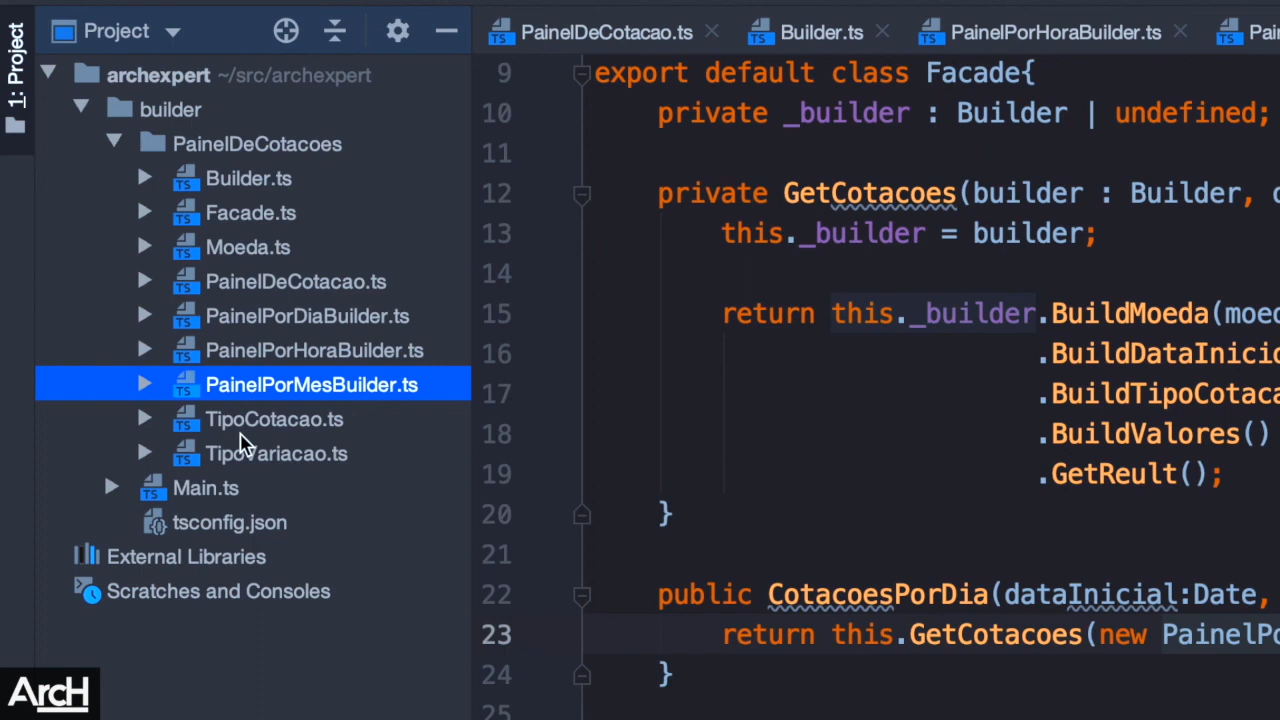 1: Project
Project
archexpert ~/src/archexpert
builder
PainelDeCotacoes
Builder.ts
Facade.ts
Moeda.ts
PainelDeCotacao.ts
PainelPorDiaBuilder.ts
PainelPorHoraBuilder.ts
PainelPorMesBuilder.ts
TipoCotacao.ts
TipoVariacao.ts
Main.ts
tsconfig.json
External Libraries
Scratches and Consoles
ArcH
PainelDeCotacao.ts Builder.ts PainelPorHoraBuilder.ts Pai
9 export default class Facade{
10 private _builder : Builder | undefined;
11
12 private GetCotacoes(builder : Builder,
13 this._builder = builder;
14
15 return this._builder.BuildMoeda(moed
16 .BuildDataInicio
17 .BuildTipoCotaca
18 .BuildValores()
19 .GetReult();
20 }
21
22 public CotacoesPorDia(dataInicial:Date,
23 return this.GetCotacoes(new PainelPo
24 }
25